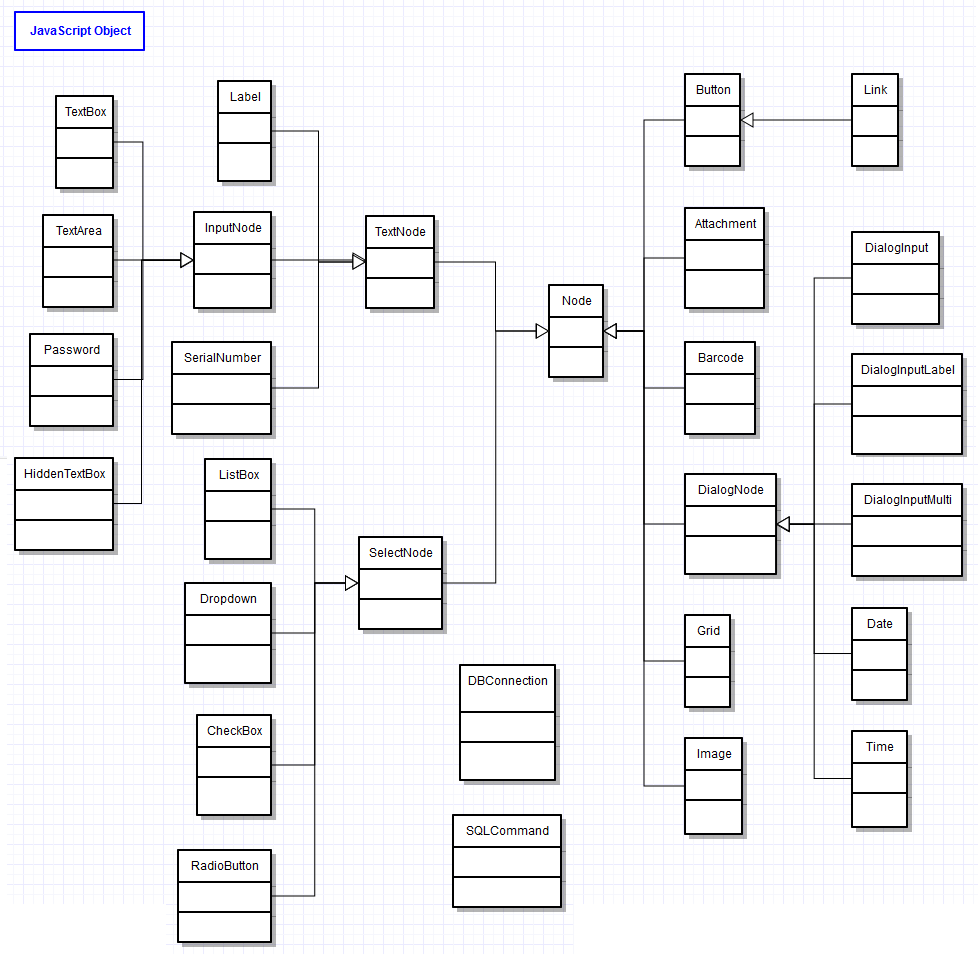 JavaScript Object
TextBox
Label
Button
Link
TextArea
InputNode
TextNode
Attachment
DialogInput
Node
Password
SerialNumber
Barcode
DialogInputLabel
HiddenTextBox
ListBox
DialogNode
DialogInputMulti
SelectNode
Dropdown
Grid
Date
DBConnection
CheckBox
Image
Time
SQLCommand
RadioButton